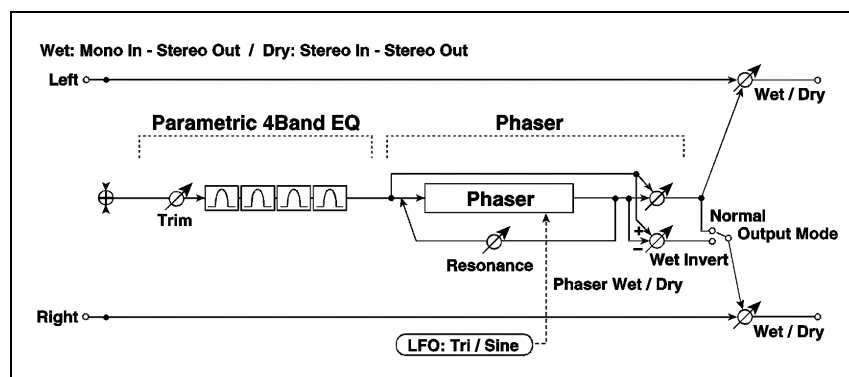 Wet: Mono In - Stereo Out / Dry: Stereo In - Stereo Out
Left
Wet / Dry
Parametric 4Band EQ
Phaser
Trim
Phaser
Resonance
+
−
Normal
Output Mode
Wet Invert
Phaser Wet / Dry
Right
Wet / Dry
LFO: Tri / Sine